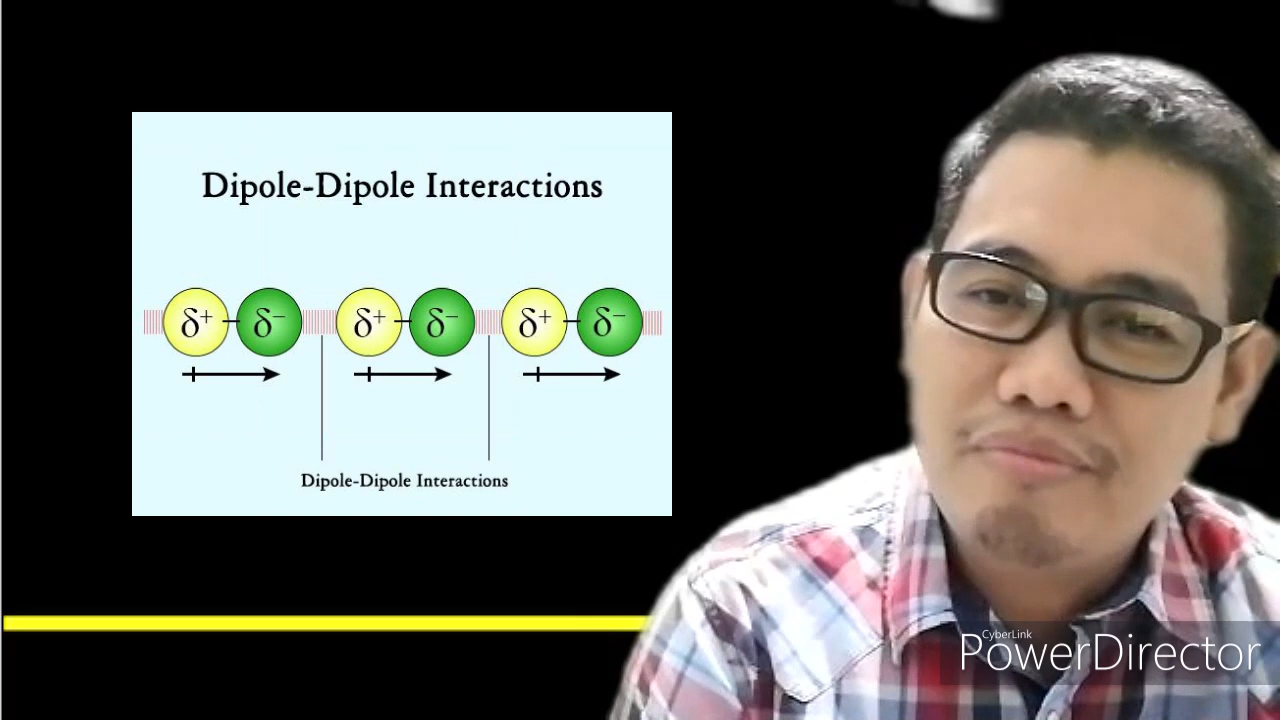 Dipole-Dipole Interactions
δ+ δ− δ+ δ− δ+ δ−
Dipole-Dipole Interactions
CyberLink
PowerDirector